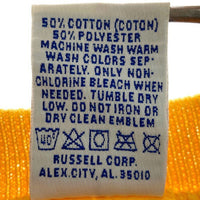 50% COTTON (COTON)
50% POLYESTER
MACHINE WASH WARM
WASH COLORS SEP-
ARATELY. ONLY NON-
CHLORINE BLEACH WHEN
NEEDED. TUMBLE DRY
LOW. DO NOT IRON OR
DRY CLEAN EMBLEM
40°
RUSSELL CORP.
ALEX.CITY, AL. 35010